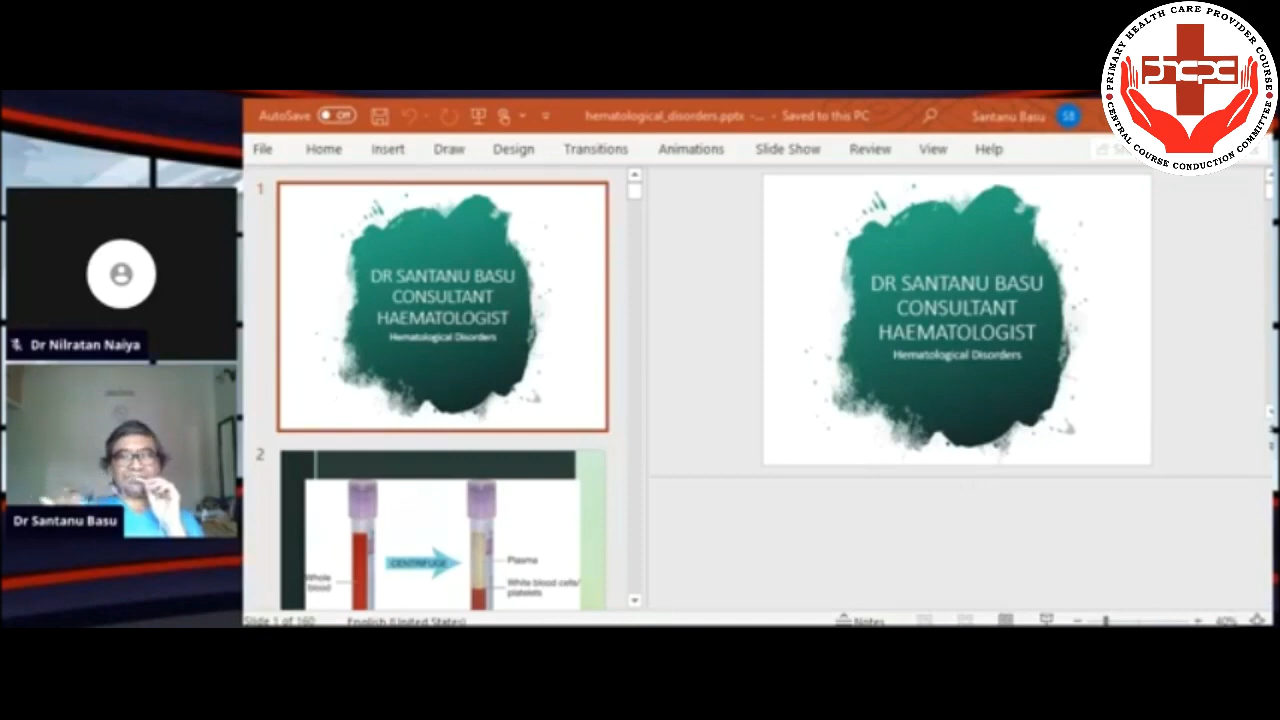 PRIMARY HEALTH CARE PROVIDER COURSE
CENTRAL COURSE CONDUCTION COMMITTEE
AutoSave Off
hematological_disorders.pptx - Saved to this PC
Santanu Basu
SB
File Home Insert Draw Design Transitions Animations Slide Show Review View Help
1
DR SANTANU BASU
CONSULTANT
HAEMATOLOGIST
Hematological Disorders
DR SANTANU BASU
CONSULTANT
HAEMATOLOGIST
Hematological Disorders
Dr Nilratan Naiya
Dr Santanu Basu
2
CENTRIFUGE
Whole
blood
Plasma
White blood cells/
platelets
Slide 1 of 160
English (United States)
Notes
40%